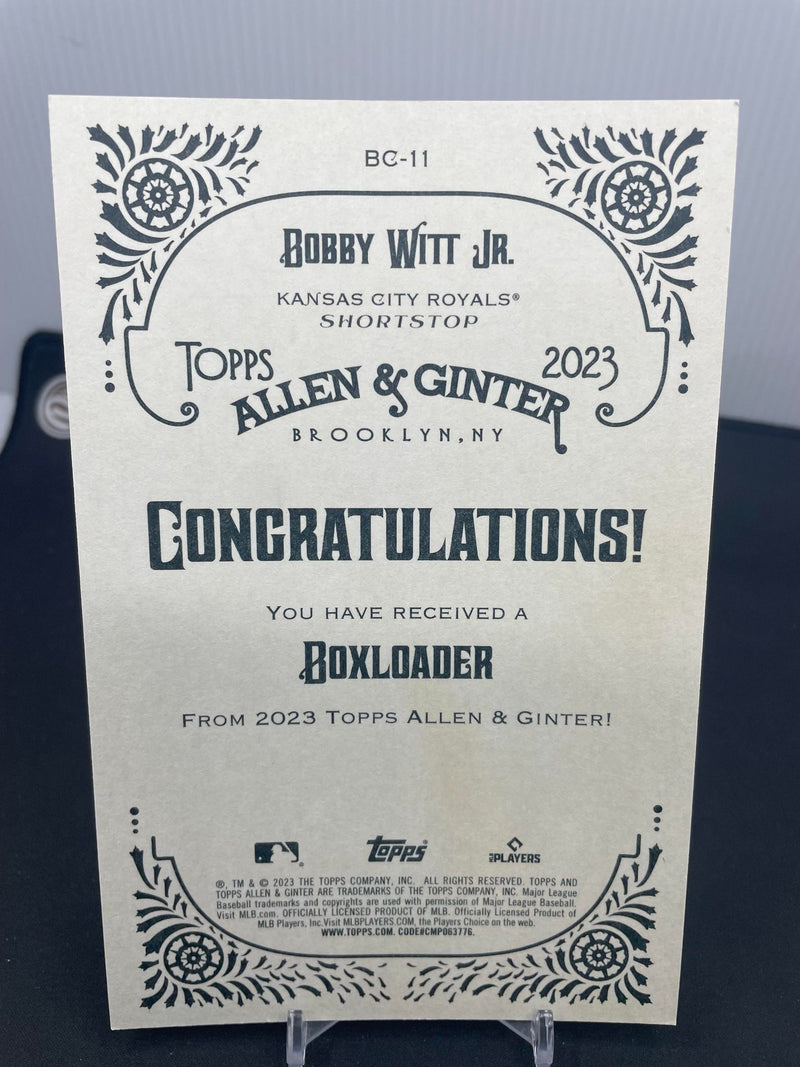 BC-11
BOBBY WITT JR.
KANSAS CITY ROYALS®
SHORTSTOP
TOPPS 2023
ALLEN & GINTER
BROOKLYN, NY
CONGRATULATIONS!
YOU HAVE RECEIVED A
BOXLOADER
FROM 2023 TOPPS ALLEN & GINTER!
topps
PLAYERS
®, TM & © 2023 THE TOPPS COMPANY, INC. ALL RIGHTS RESERVED. TOPPS AND
TOPPS ALLEN & GINTER ARE TRADEMARKS OF THE TOPPS COMPANY, INC. Major League
Baseball trademarks and copyrights are used with permission of Major League Baseball.
Visit MLB.com. OFFICIALLY LICENSED PRODUCT OF MLB. Officially Licensed Product of
MLB Players, Inc. Visit MLBPLAYERS.COM, the Players Choice on the web.
WWW.TOPPS.COM. CODE#CMP063776.